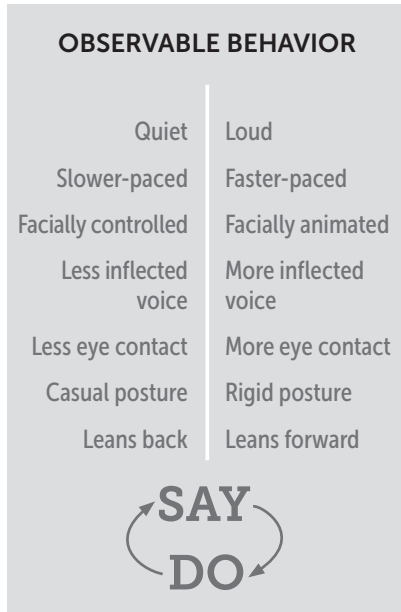 OBSERVABLE BEHAVIOR
Quiet Loud
Slower-paced Faster-paced
Facially controlled Facially animated
Less inflected More inflected
voice voice
Less eye contact More eye contact
Casual posture Rigid posture
Leans back Leans forward
SAY
DO